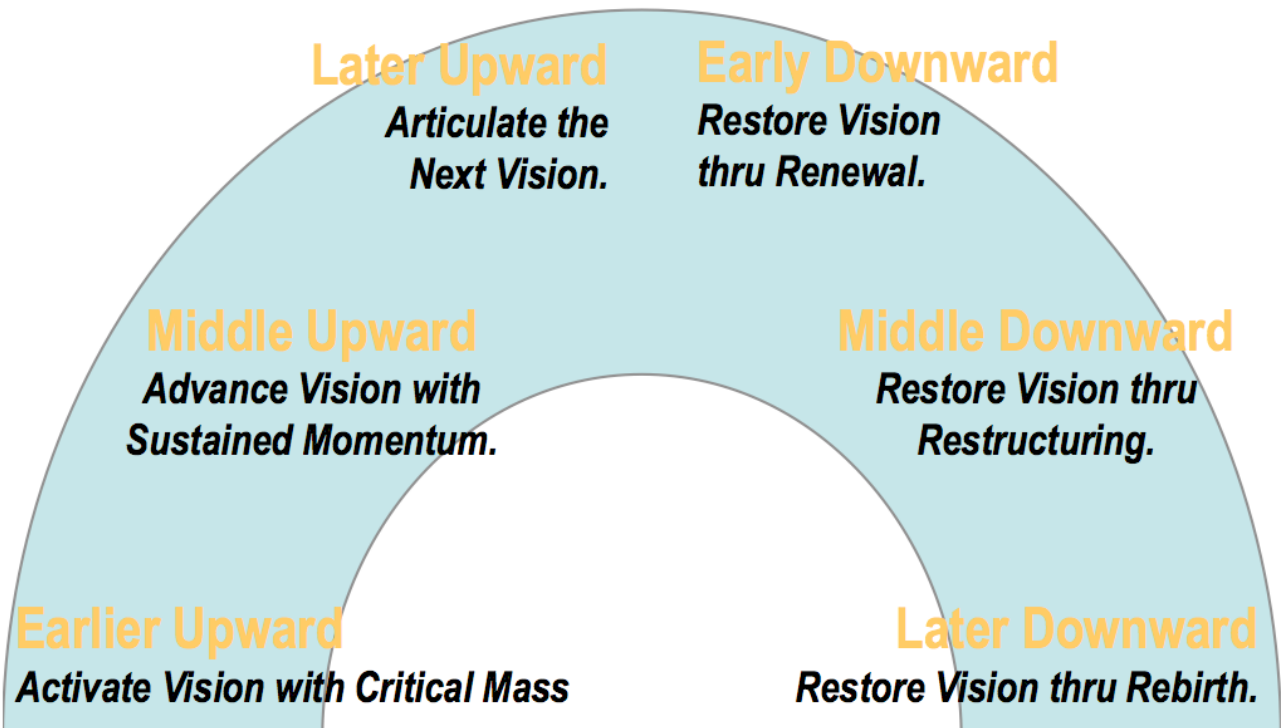 Later Upward
Articulate the
Next Vision.
Early Downward
Restore Vision
thru Renewal.
Middle Upward
Advance Vision with
Sustained Momentum.
Middle Downward
Restore Vision thru
Restructuring.
Earlier Upward
Activate Vision with Critical Mass
Later Downward
Restore Vision thru Rebirth.